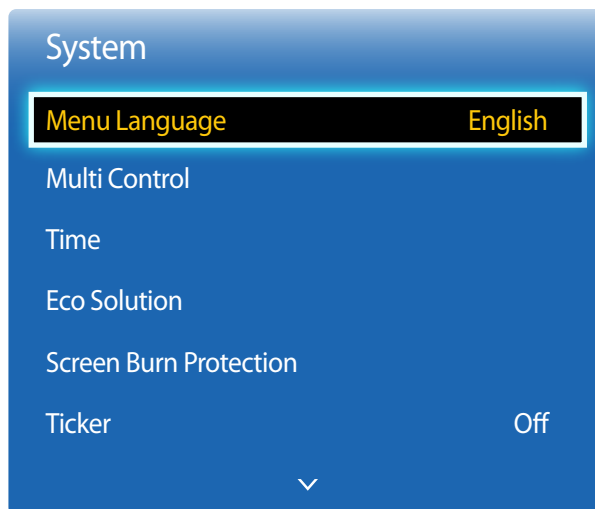 System
Menu Language English
Multi Control
Time
Eco Solution
Screen Burn Protection
Ticker Off